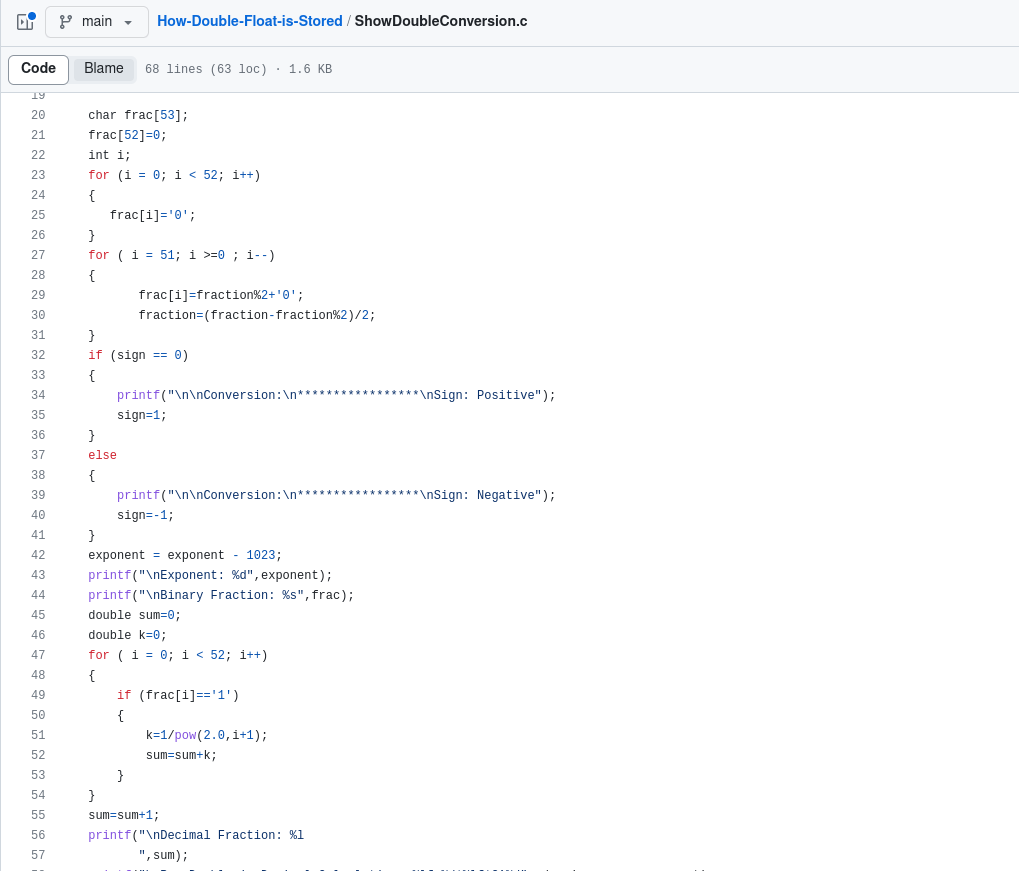 main How-Double-Float-is-Stored / ShowDoubleConversion.c
Code Blame 68 lines (63 loc) · 1.6 KB
19
20 char frac[53];
21 frac[52]=0;
22 int i;
23 for (i = 0; i < 52; i++)
24 {
25 frac[i]='0';
26 }
27 for ( i = 51; i >=0 ; i--)
28 {
29 frac[i]=fraction%2+'0';
30 fraction=(fraction-fraction%2)/2;
31 }
32 if (sign == 0)
33 {
34 printf("\n\nConversion:\n*****************\nSign: Positive");
35 sign=1;
36 }
37 else
38 {
39 printf("\n\nConversion:\n*****************\nSign: Negative");
40 sign=-1;
41 }
42 exponent = exponent - 1023;
43 printf("\nExponent: %d",exponent);
44 printf("\nBinary Fraction: %s",frac);
45 double sum=0;
46 double k=0;
47 for ( i = 0; i < 52; i++)
48 {
49 if (frac[i]=='1')
50 {
51 k=1/pow(2.0,i+1);
52 sum=sum+k;
53 }
54 }
55 sum=sum+1;
56 printf("\nDecimal Fraction: %l
57 ",sum);